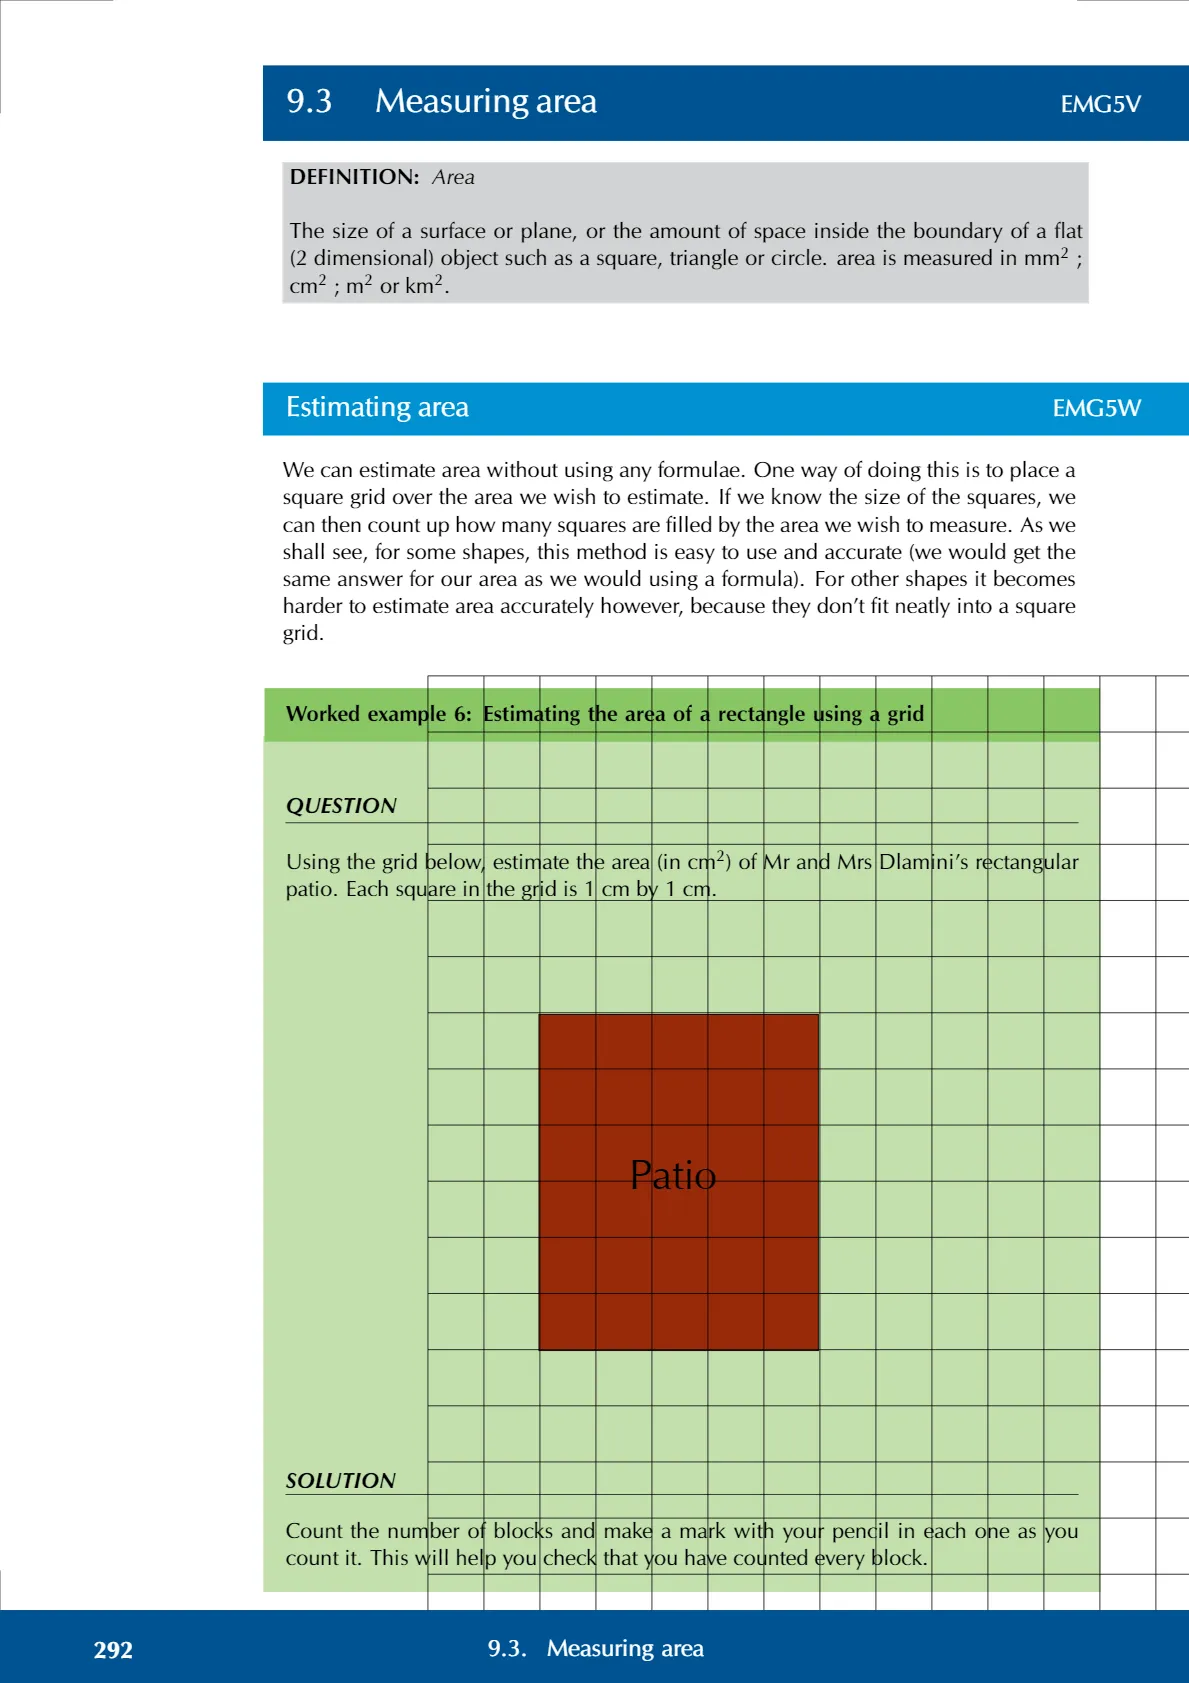 9.3 Measuring area EMG5V
DEFINITION: Area
The size of a surface or plane, or the amount of space inside the boundary of a flat
(2 dimensional) object such as a square, triangle or circle. area is measured in mm² ;
cm² ; m² or km².
Estimating area EMG5W
We can estimate area without using any formulae. One way of doing this is to place a
square grid over the area we wish to estimate. If we know the size of the squares, we
can then count up how many squares are filled by the area we wish to measure. As we
shall see, for some shapes, this method is easy to use and accurate (we would get the
same answer for our area as we would using a formula). For other shapes it becomes
harder to estimate area accurately however, because they don’t fit neatly into a square
grid.
Worked example 6: Estimating the area of a rectangle using a grid
QUESTION
Using the grid below, estimate the area (in cm²) of Mr and Mrs Dlamini’s rectangular
patio. Each square in the grid is 1 cm by 1 cm.
Patio
SOLUTION
Count the number of blocks and make a mark with your pencil in each one as you
count it. This will help you check that you have counted every block.
292 9.3. Measuring area